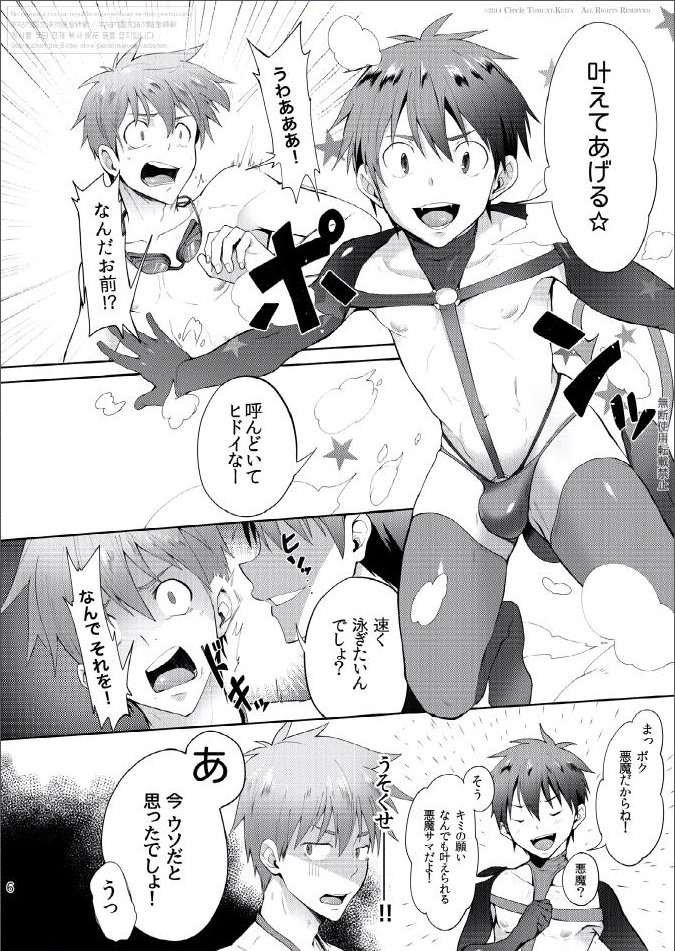 ©2014 Circle Tomcat.Keita All Rights Reserved
叶えてあげる☆
うわあああ！
なんだお前!?
ポーンッ
呼んどいて
ヒドイなー
無断使用転載禁止
ヒソッ
速く
泳ぎたいん
でしょ？
ドキッ
なんで それを！
まっ ボク
悪魔だからね！
悪魔？
そう
キミの願い
なんでも叶えられる
悪魔サマだよ！
うそくせー!!
あ
今 ウソだと
思ったでしょ！
うっ
6